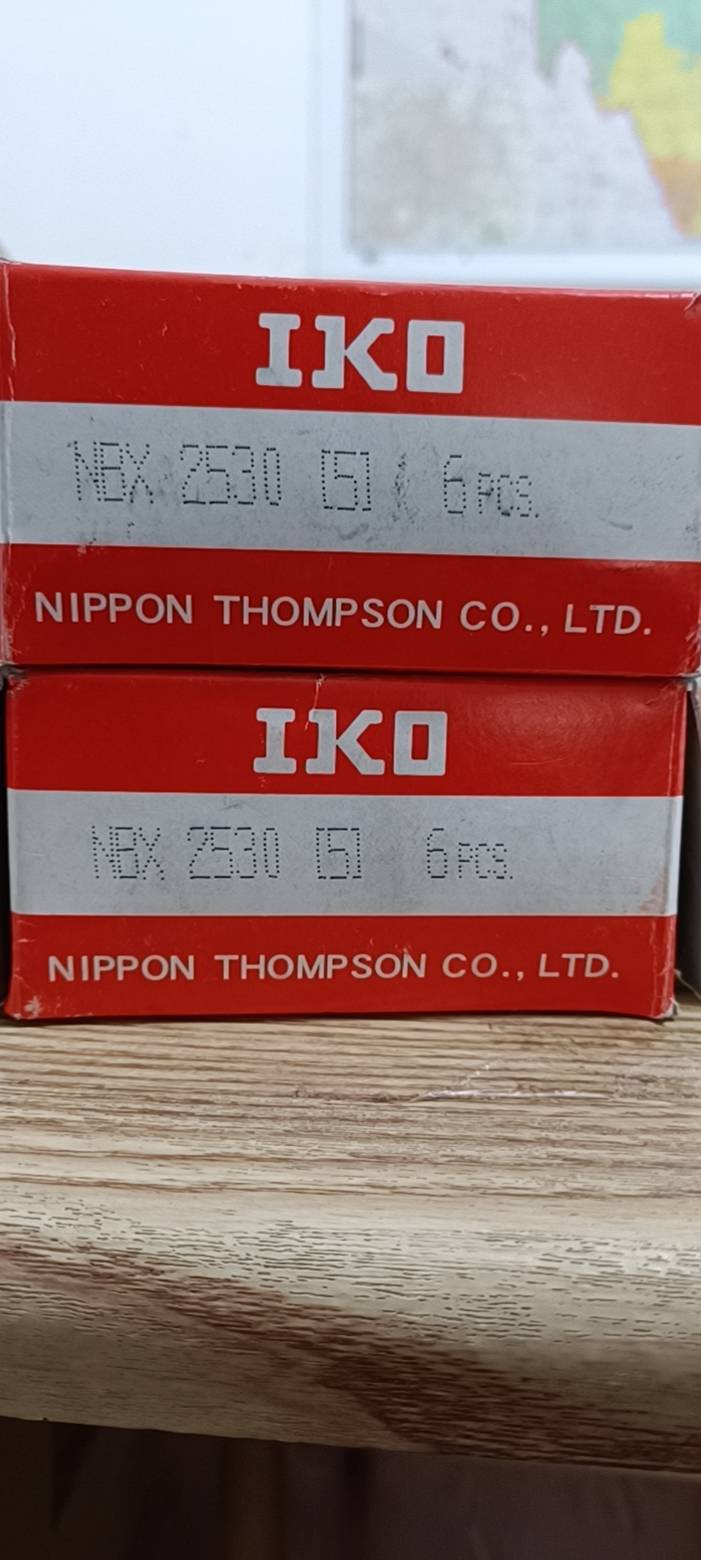 IKO
NBX 2530 [5] 6 PCS.
NIPPON THOMPSON CO., LTD.
IKO
NBX 2530 [5] 6 PCS.
NIPPON THOMPSON CO., LTD.